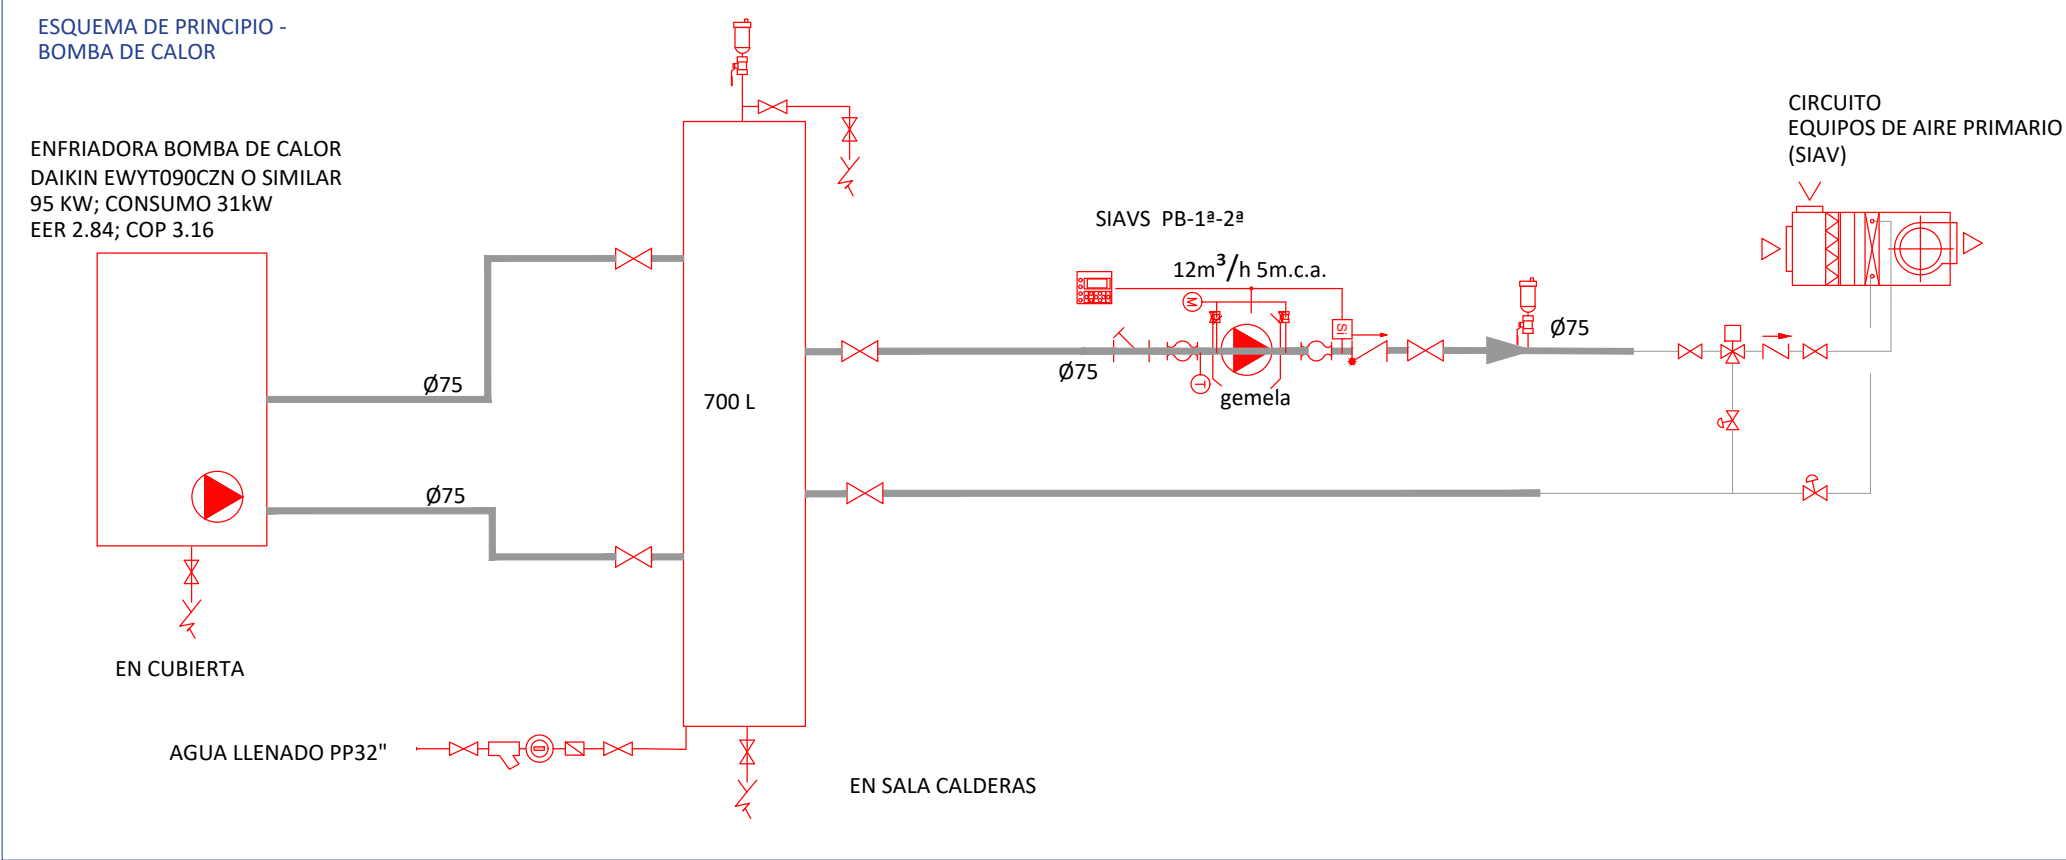 ESQUEMA DE PRINCIPIO -
BOMBA DE CALOR
ENFRIADORA BOMBA DE CALOR
DAIKIN EWYT090CZN O SIMILAR
95 KW; CONSUMO 31kW
EER 2.84; COP 3.16
CIRCUITO
EQUIPOS DE AIRE PRIMARIO
(SIAV)
SIAVS PB-1ª-2ª
12m³/h 5m.c.a.
M
Si
Ø75
Ø75
T
gemela
Ø75
700 L
Ø75
EN CUBIERTA
AGUA LLENADO PP32"
EN SALA CALDERAS